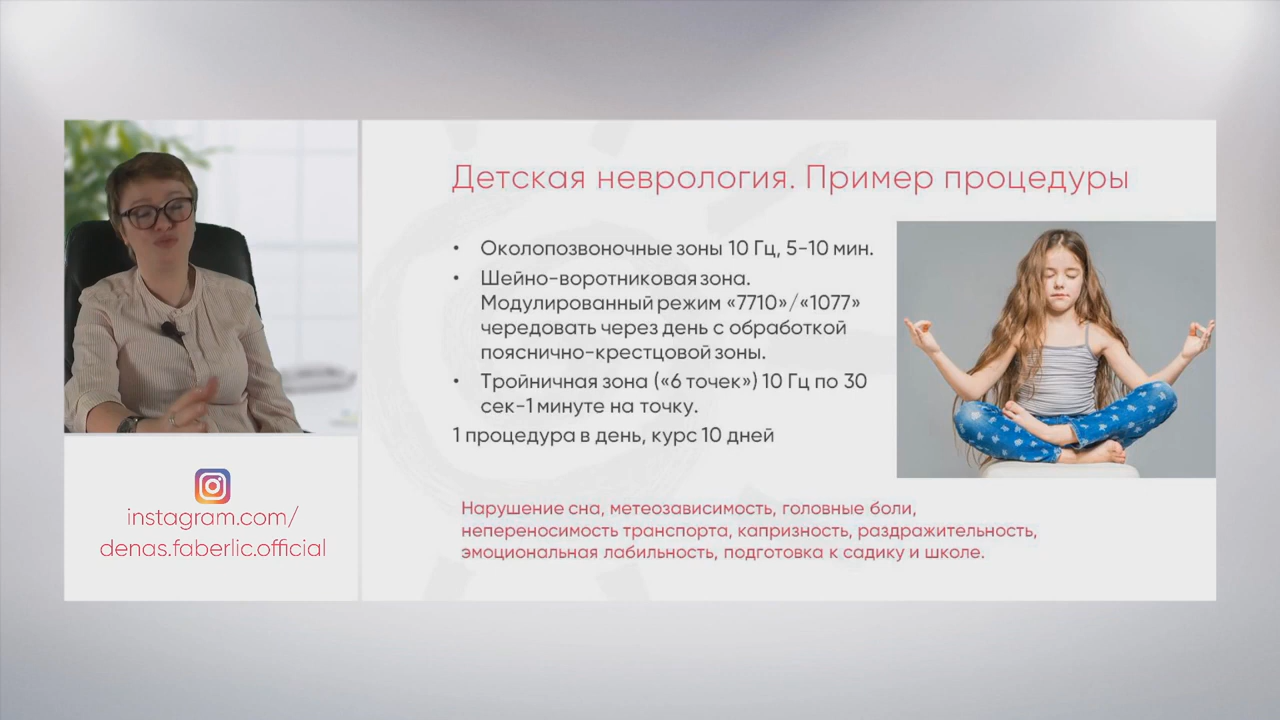 Детская неврология. Пример процедуры
• Околопозвоночные зоны 10 Гц, 5-10 мин.
• Шейно-воротниковая зона.
Модулированный режим «7710»/«1077»
чередовать через день с обработкой
пояснично-крестцовой зоны.
• Тройничная зона («6 точек») 10 Гц по 30
сек-1 минуте на точку.
1 процедура в день, курс 10 дней
Нарушение сна, метеозависимость, головные боли,
непереносимость транспорта, капризность, раздражительность,
эмоциональная лабильность, подготовка к садику и школе.
instagram.com/
denas.faberlic.official